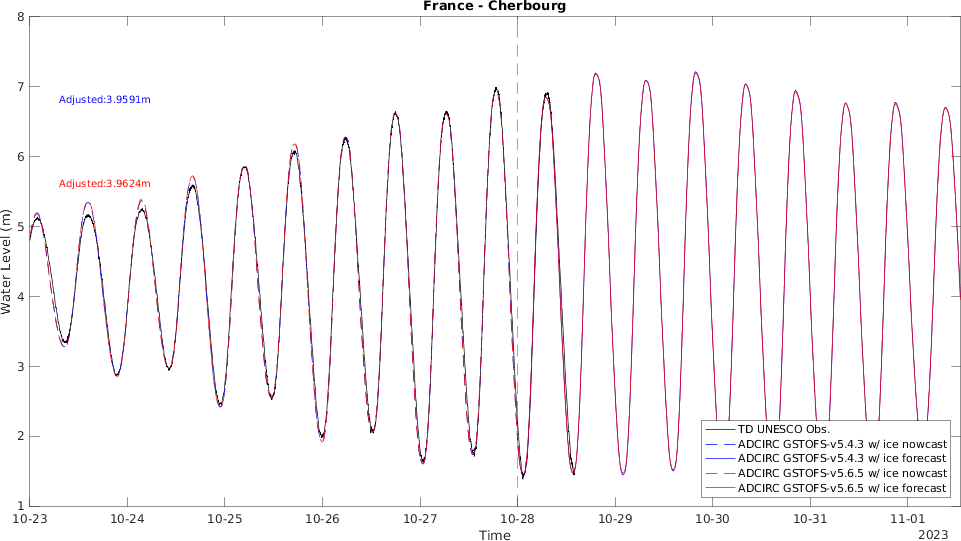 France - Cherbourg
8
7
6
5
4
3
2
1
Water Level (m)
Adjusted:3.9591m
Adjusted:3.9624m
TD UNESCO Obs.
ADCIRC GSTOFS-v5.4.3 w/ ice nowcast
ADCIRC GSTOFS-v5.4.3 w/ ice forecast
ADCIRC GSTOFS-v5.6.5 w/ ice nowcast
ADCIRC GSTOFS-v5.6.5 w/ ice forecast
10-23 10-24 10-25 10-26 10-27 10-28 10-29 10-30 10-31 11-01
Time
2023